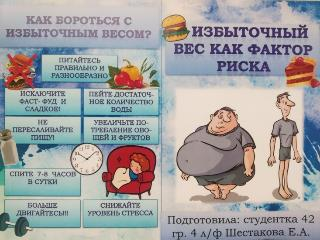 КАК БОРОТЬСЯ С
ИЗБЫТОЧНЫМ ВЕСОМ?
ПИТАЙТЕСЬ
ПРАВИЛЬНО И
РАЗНООБРАЗНО
ИСКЛЮЧИТЕ
ФАСТ- ФУД И
СЛАДКОЕ!
ПЕЙТЕ ДОСТАТОЧ-
НОЕ КОЛИЧЕСТВО
ВОДЫ
НЕ
ПЕРЕСАЛИВАЙТЕ
ПИЩУ!
УВЕЛИЧЬТЕ ПО-
ТРЕБЛЕНИЕ ОВО-
ЩЕЙ И ФРУКТОВ
СПИТЕ 7-8 ЧАСОВ
В СУТКИ
БОЛЬШЕ
ДВИГАЙТЕСЬ!!
СНИЖАЙТЕ
УРОВЕНЬ СТРЕССА
ИЗБЫТОЧНЫЙ
ВЕС КАК ФАКТОР
РИСКА
Подготовила: студентка 42
гр. 4 л/ф Шестакова Е.А.